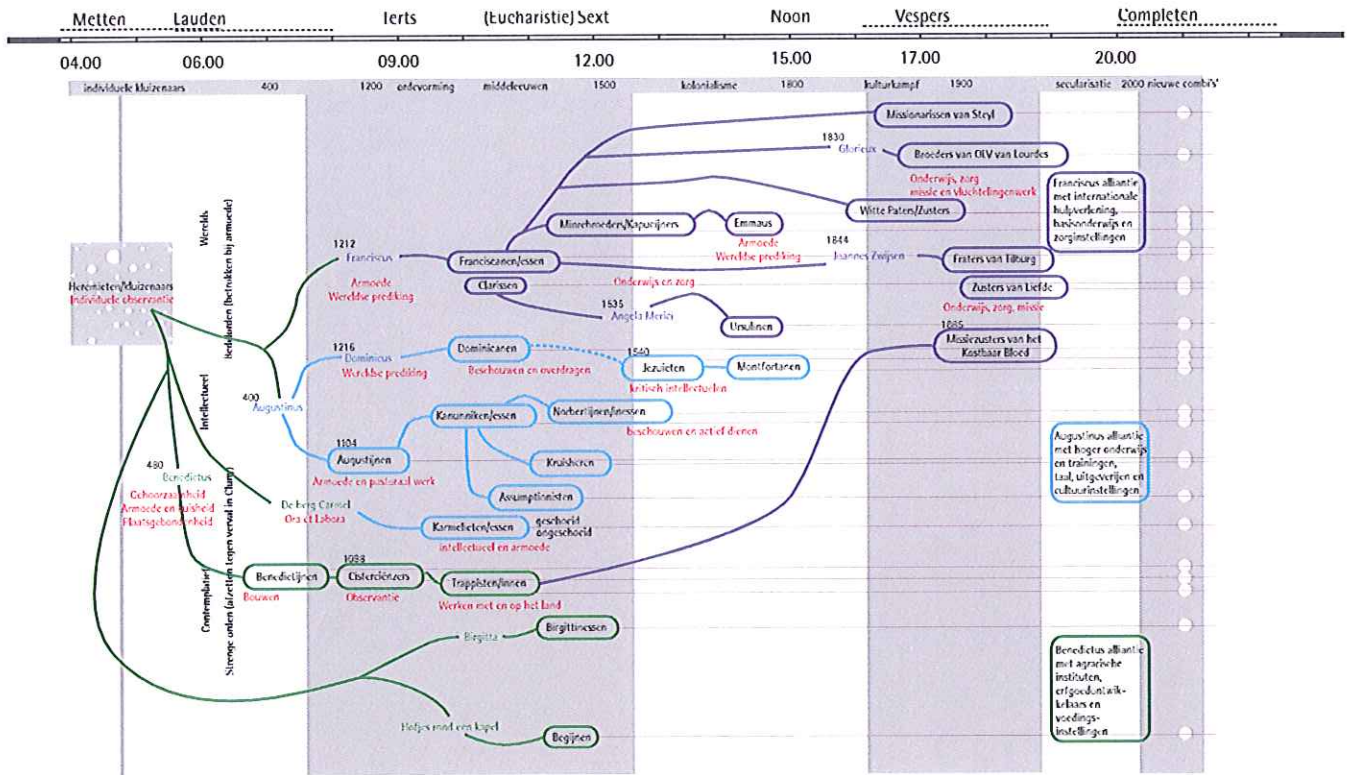 Metten Lauden Terts (Eucharistie) Sext Noon Vespers Completen
04.00 06.00 09.00 12.00 15.00 17.00 20.00
individuele kluizenaars 400 1200 ordevorming middeleeuwen 1500 kolonialisme 1800 kulturkampf 1900 secularisatie 2000 nieuwe combi's'
Missionarissen van Steyl
1830
Glorieux
Broeders van OLV van Lourdes
Onderwijs, zorg
missie en vluchtelingenwerk
Witte Paters/Zusters
Franciscus alliantie
met internationale
hulpverlening,
basisonderwijs en
zorginstellingen
Werelds
Bedelorden (betrokken bij armoede)
Heremieten/kluizenaars
Individuele observantie
1212
Franciscus
Armoede
Wereldse prediking
Franciscanen/essen
Clarissen
Minrebroeders/Kapucijners
Emmaus
Armoede
Wereldse prediking
1844
Joannes Zwijsen
Fraters van Tilburg
Zusters van Liefde
Onderwijs, zorg, missie
Onderwijs en zorg
1535
Angela Merici
Ursulinen
1885
Missiezusters van het
Kostbaar Bloed
1216
Dominicus
Wereldse prediking
Dominicanen
Beschouwen en overdragen
1540
Jezuïeten
kritisch intellectuelen
Montfortanen
Intellectueel
400
Augustinus
1104
Augustijnen
Armoede en pastoraal werk
Kanunniken/essen
Norbertijnen/inessen
beschouwen en actief dienen
Kruisheren
Assumptionisten
Augustinus alliantie
met hoger onderwijs
en trainingen,
taal, uitgeverijen en
cultuurinstellingen
480
Benedictus
Gehoorzaamheid
Armoede en kuisheid
Plaatsgebondenheid
De berg Carmel
Ora et Labora
Karmelieten/essen
geschoeid
ongeschoeid
intellectueel en armoede
Contemplatief
Strenge orden (afzetten tegen verval in Cluny)
Benedictijnen
Bouwen
1098
Cisterciënzers
Observantie
Trappisten/innen
Werken met en op het land
Birgitta
Birgittinessen
Hofjes rond een kapel
Begijnen
Benedictus alliantie
met agrarische
instituten,
erfgoedontwik-
kelaars en
voedings-
instellingen